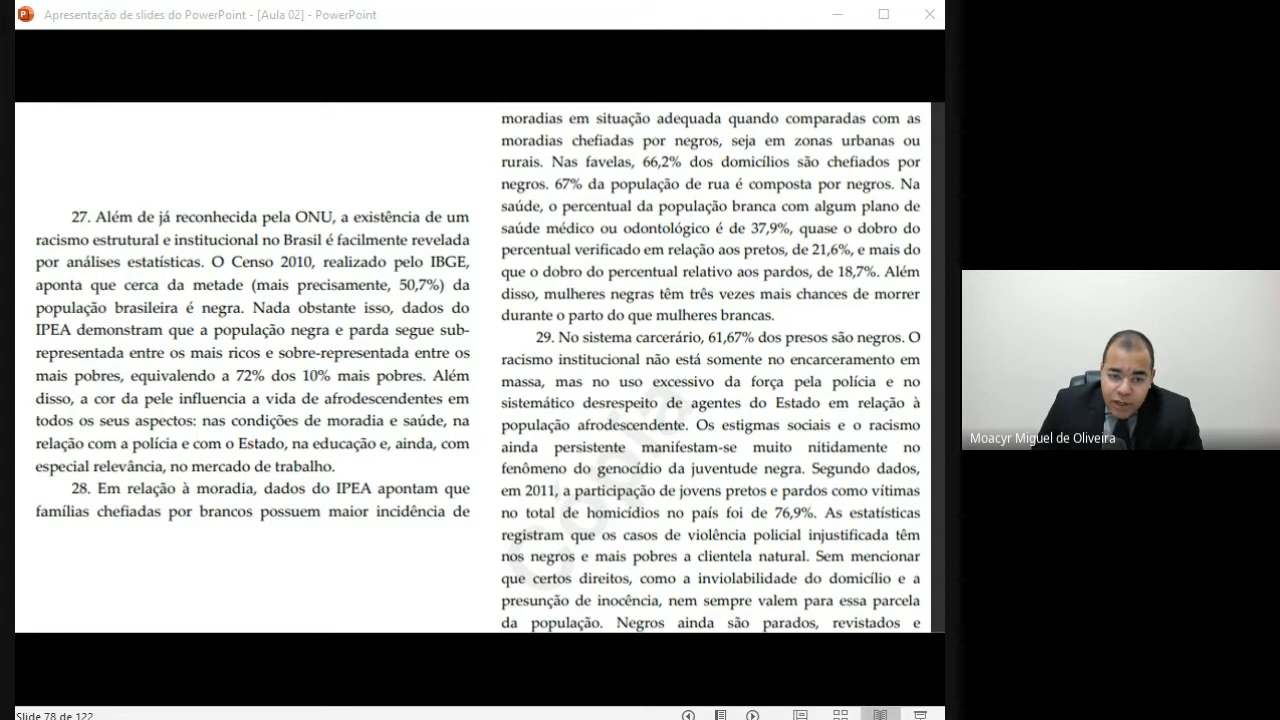 Apresentação de slides do PowerPoint - [Aula 02] - PowerPoint
27. Além de já reconhecida pela ONU, a existência de um
racismo estrutural e institucional no Brasil é facilmente revelada
por análises estatísticas. O Censo 2010, realizado pelo IBGE,
aponta que cerca da metade (mais precisamente, 50,7%) da
população brasileira é negra. Nada obstante isso, dados do
IPEA demonstram que a população negra e parda segue sub-
representada entre os mais ricos e sobre-representada entre os
mais pobres, equivalendo a 72% dos 10% mais pobres. Além
disso, a cor da pele influencia a vida de afrodescendentes em
todos os seus aspectos: nas condições de moradia e saúde, na
relação com a polícia e com o Estado, na educação e, ainda, com
especial relevância, no mercado de trabalho.
28. Em relação à moradia, dados do IPEA apontam que
famílias chefiadas por brancos possuem maior incidência de
moradias em situação adequada quando comparadas com as
moradias chefiadas por negros, seja em zonas urbanas ou
rurais. Nas favelas, 66,2% dos domicílios são chefiados por
negros. 67% da população de rua é composta por negros. Na
saúde, o percentual da população branca com algum plano de
saúde médico ou odontológico é de 37,9%, quase o dobro do
percentual verificado em relação aos pretos, de 21,6%, e mais do
que o dobro do percentual relativo aos pardos, de 18,7%. Além
disso, mulheres negras têm três vezes mais chances de morrer
durante o parto do que mulheres brancas.
29. No sistema carcerário, 61,67% dos presos são negros. O
racismo institucional não está somente no encarceramento em
massa, mas no uso excessivo da força pela polícia e no
sistemático desrespeito de agentes do Estado em relação à
população afrodescendente. Os estigmas sociais e o racismo
ainda persistente manifestam-se muito nitidamente no
fenômeno do genocídio da juventude negra. Segundo dados,
em 2011, a participação de jovens pretos e pardos como vítimas
no total de homicídios no país foi de 76,9%. As estatísticas
registram que os casos de violência policial injustificada têm
nos negros e mais pobres a clientela natural. Sem mencionar
que certos direitos, como a inviolabilidade do domicílio e a
presunção de inocência, nem sempre valem para essa parcela
da população. Negros ainda são parados, revistados e
Cópia
Moacyr Miguel de Oliveira
Slide 78 de 122